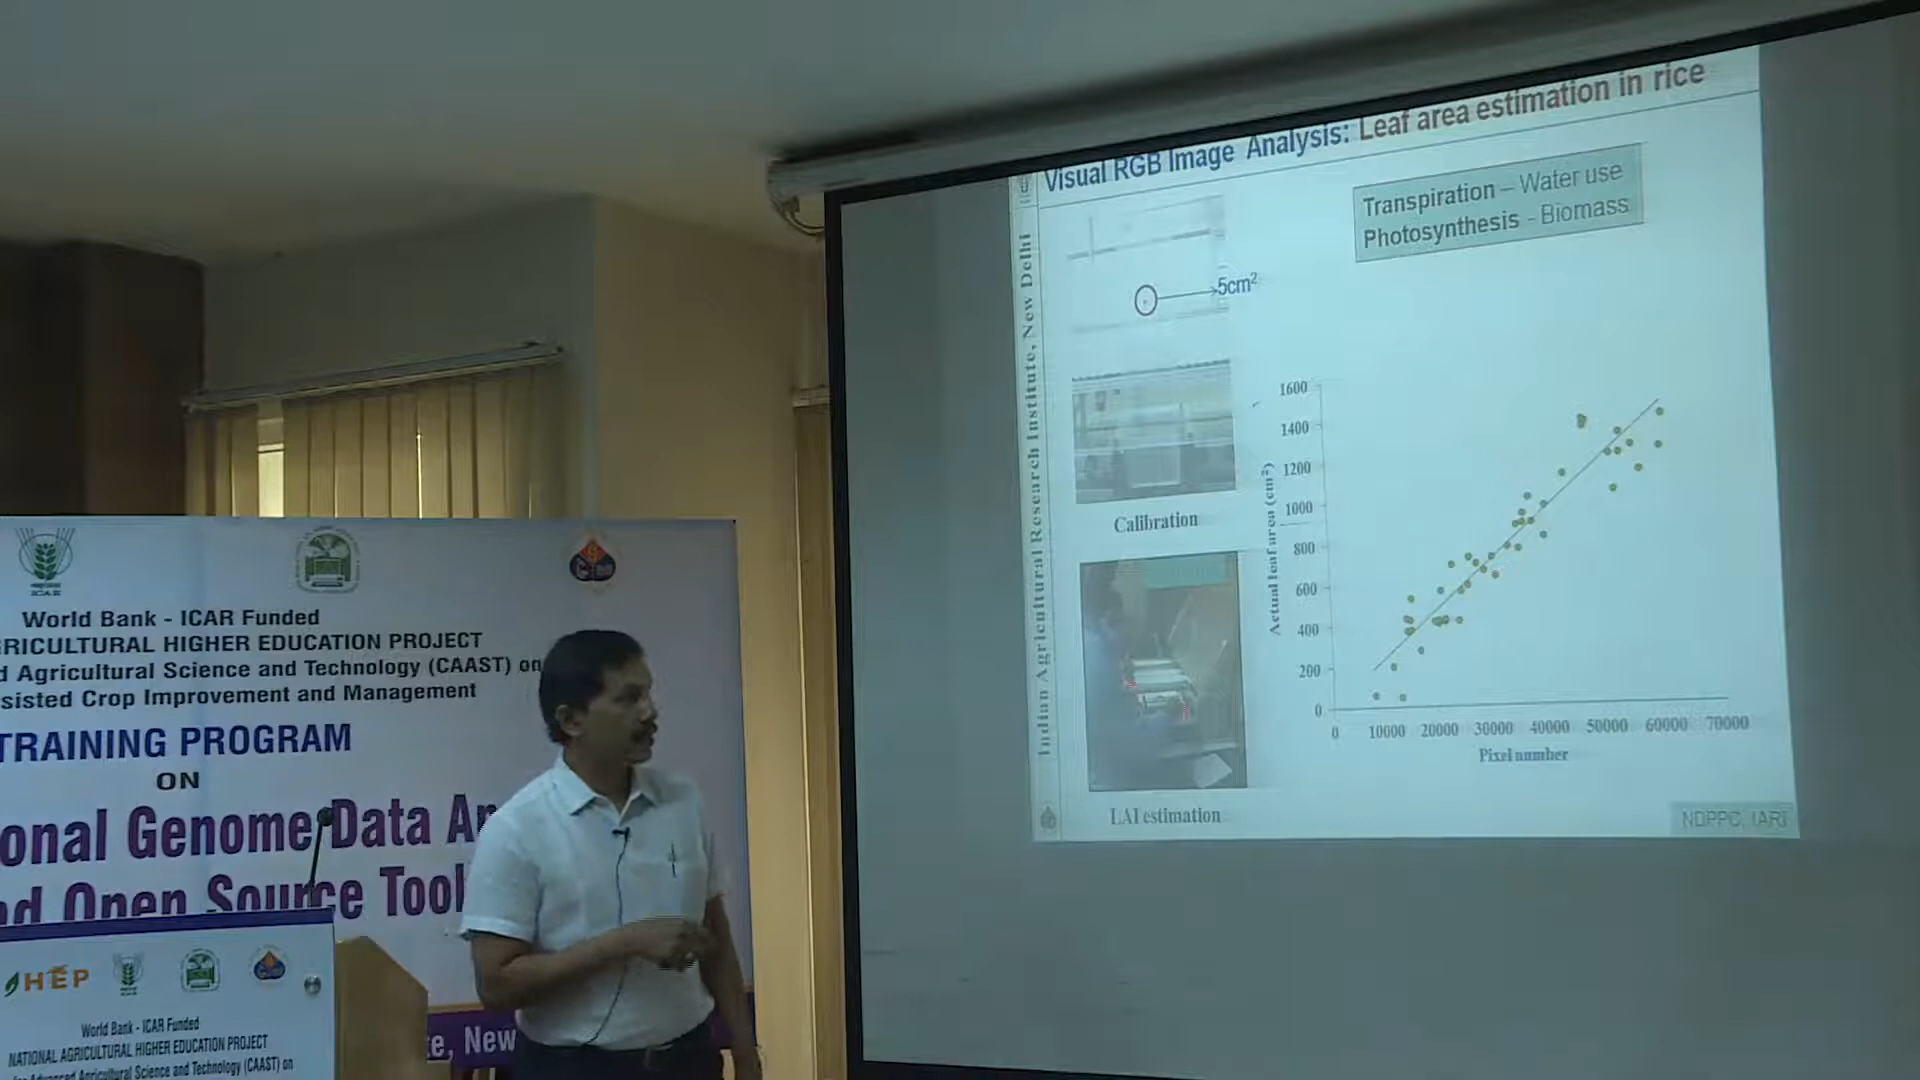 Visual RGB Image Analysis: Leaf area estimation in rice
Transpiration – Water use
Photosynthesis - Biomass
Indian Agricultural Research Institute, New Delhi
5cm²
Calibration
LAI estimation
Actual leaf area (cm²)
1600
1400
1200
1000
800
600
400
200
0
0 10000 20000 30000 40000 50000 60000 70000
Pixel number
NDPPC, IARI
ICAR
World Bank - ICAR Funded
RICULTURAL HIGHER EDUCATION PROJECT
d Agricultural Science and Technology (CAAST) on
sisted Crop Improvement and Management
TRAINING PROGRAM
ON
onal Genome Data An
nd Open Source Tool
te, New
HEP
World Bank - ICAR Funded
NATIONAL AGRICULTURAL HIGHER EDUCATION PROJECT
for Advanced Agricultural Science and Technology (CAAST) on